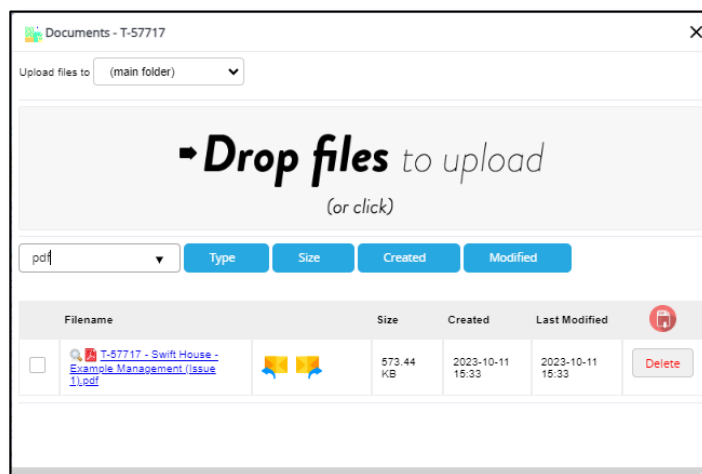 Documents - T-57717
Upload files to (main folder)
Drop files to upload
(or click)
pdf Type Size Created Modified
Filename Size Created Last Modified
T-57717 - Swift House -
Example Management (Issue
1).pdf
573.44
KB
2023-10-11
15:33
2023-10-11
15:33
Delete